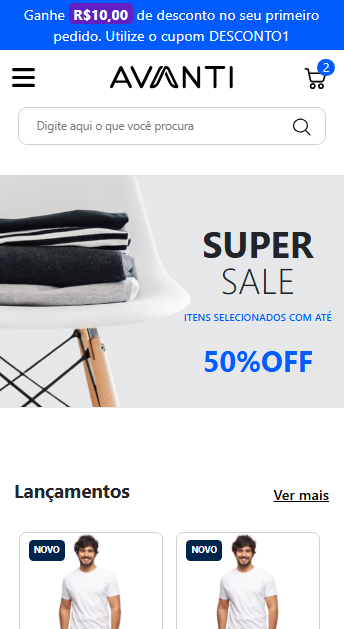 Ganhe R$10,00 de desconto no seu primeiro
pedido. Utilize o cupom DESCONTO1
AVANTI
2
Digite aqui o que você procura
SUPER
SALE
ITENS SELECIONADOS COM ATÉ
50%OFF
Lançamentos
Ver mais
NOVO
NOVO